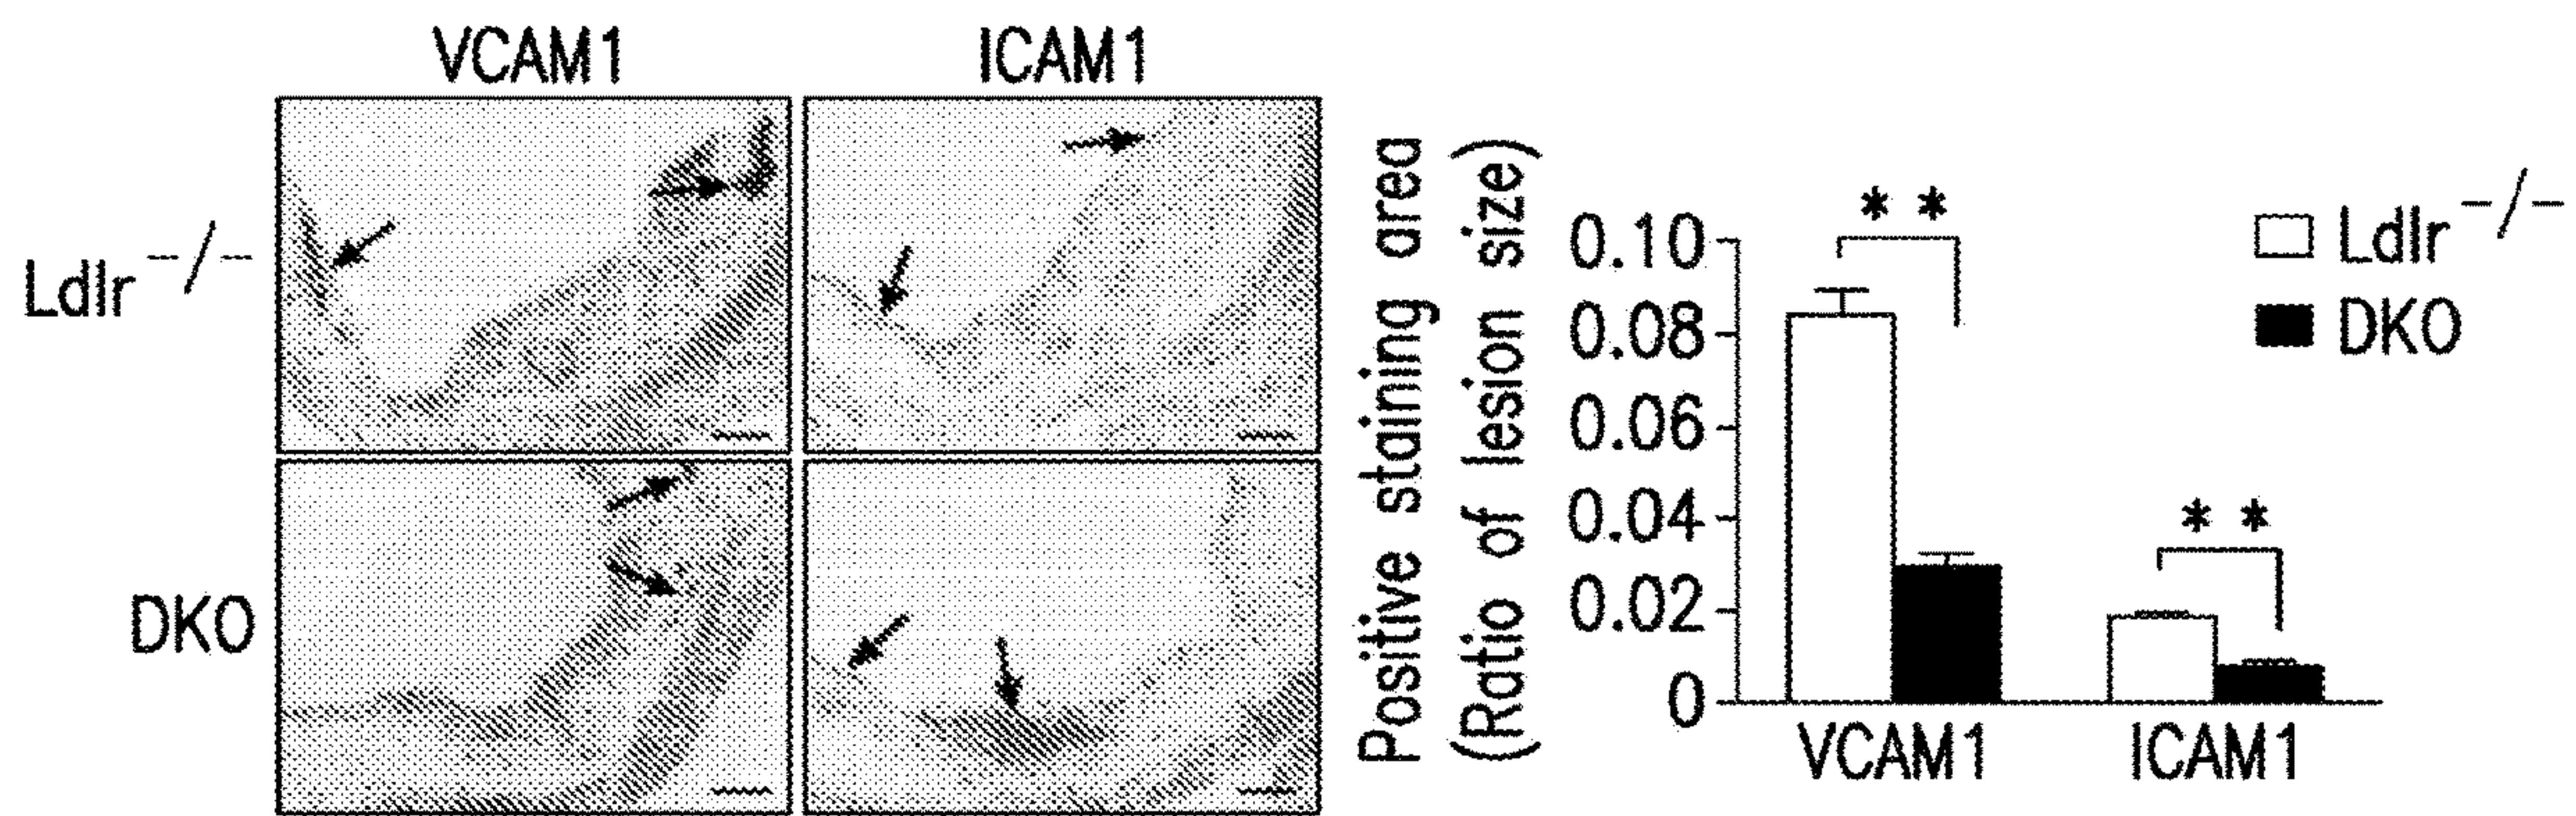 VCAM1
ICAM1
Ldlr -/-
DKO
Positive staining area
(Ratio of lesion size)
0.10
0.08
0.06
0.04
0.02
0
* *
* *
VCAM1
ICAM1
Ldlr -/-
DKO